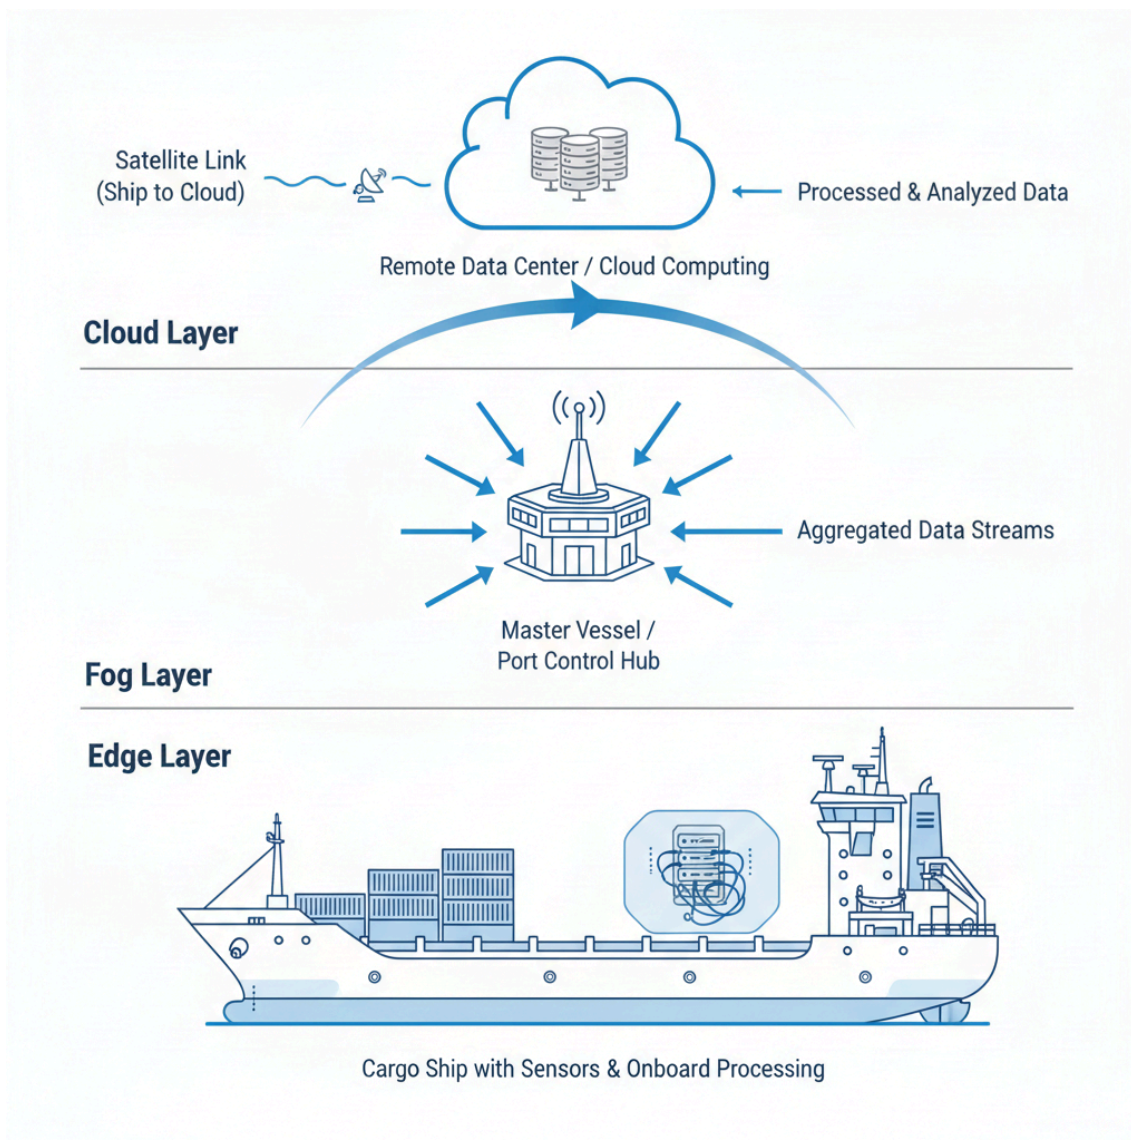 Satellite Link
(Ship to Cloud)
Processed & Analyzed Data
Remote Data Center / Cloud Computing
Cloud Layer
Aggregated Data Streams
Master Vessel /
Port Control Hub
Fog Layer
Edge Layer
Cargo Ship with Sensors & Onboard Processing